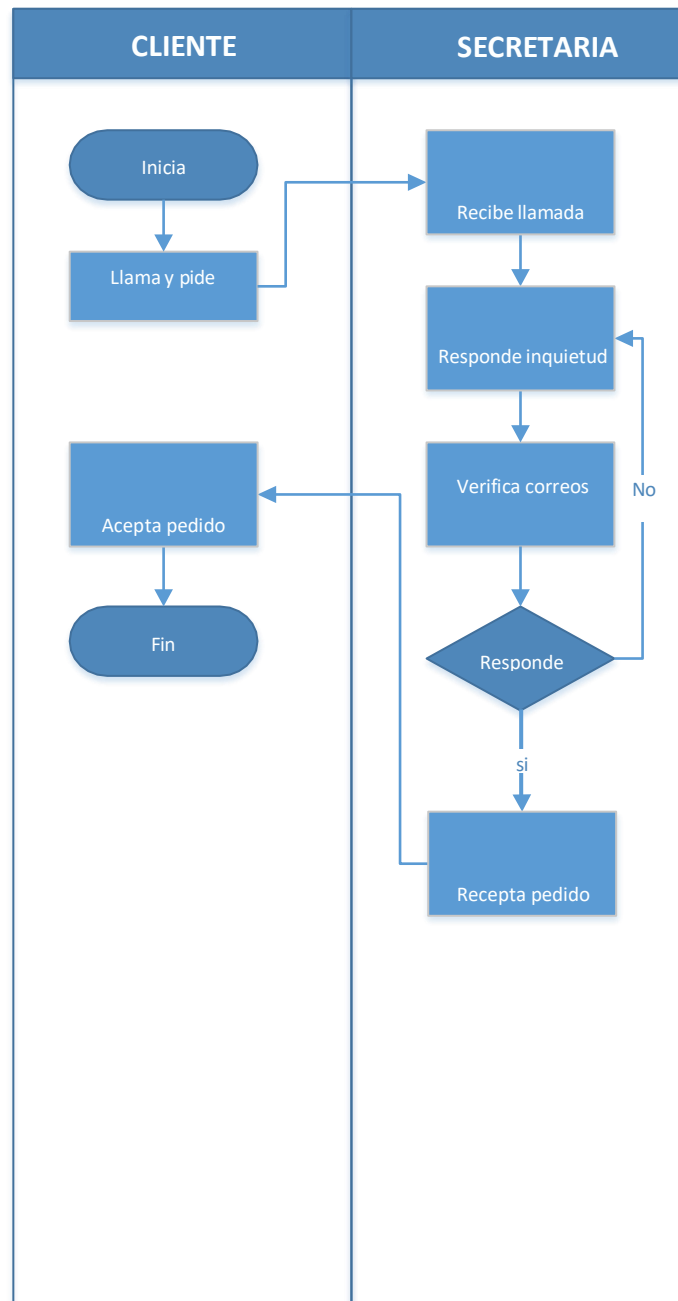 CLIENTE
SECRETARIA
Inicia
Llama y pide
Recibe llamada
Responde inquietud
Verifica correos
No
Acepta pedido
Fin
Responde
si
Recepta pedido